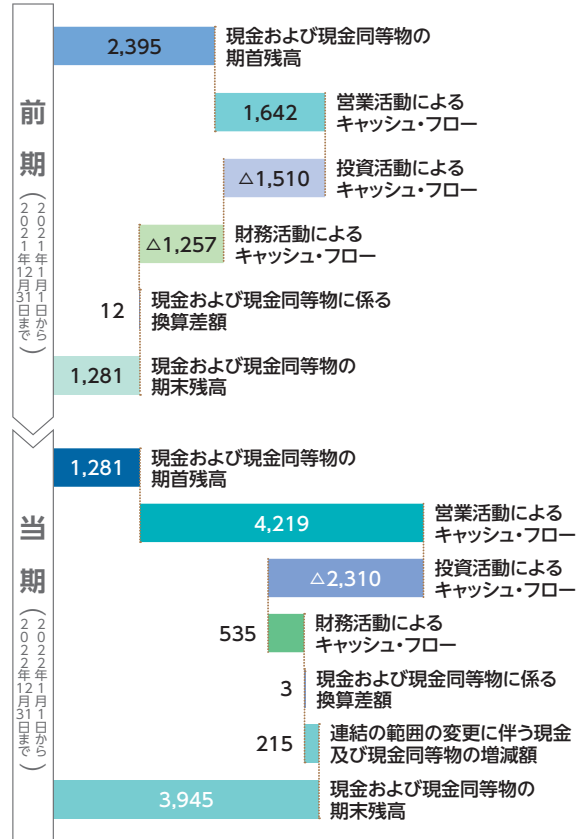 前期
(2021年1月1日から
2021年12月31日まで)
2,395
現金および現金同等物の
期首残高
1,642
営業活動による
キャッシュ・フロー
△1,510
投資活動による
キャッシュ・フロー
△1,257
財務活動による
キャッシュ・フロー
12
現金および現金同等物に係る
換算差額
1,281
現金および現金同等物の
期末残高
当期
(2022年1月1日から
2022年12月31日まで)
1,281
現金および現金同等物の
期首残高
4,219
営業活動による
キャッシュ・フロー
△2,310
投資活動による
キャッシュ・フロー
535
財務活動による
キャッシュ・フロー
3
現金および現金同等物に係る
換算差額
215
連結の範囲の変更に伴う現金
及び現金同等物の増減額
3,945
現金および現金同等物の
期末残高